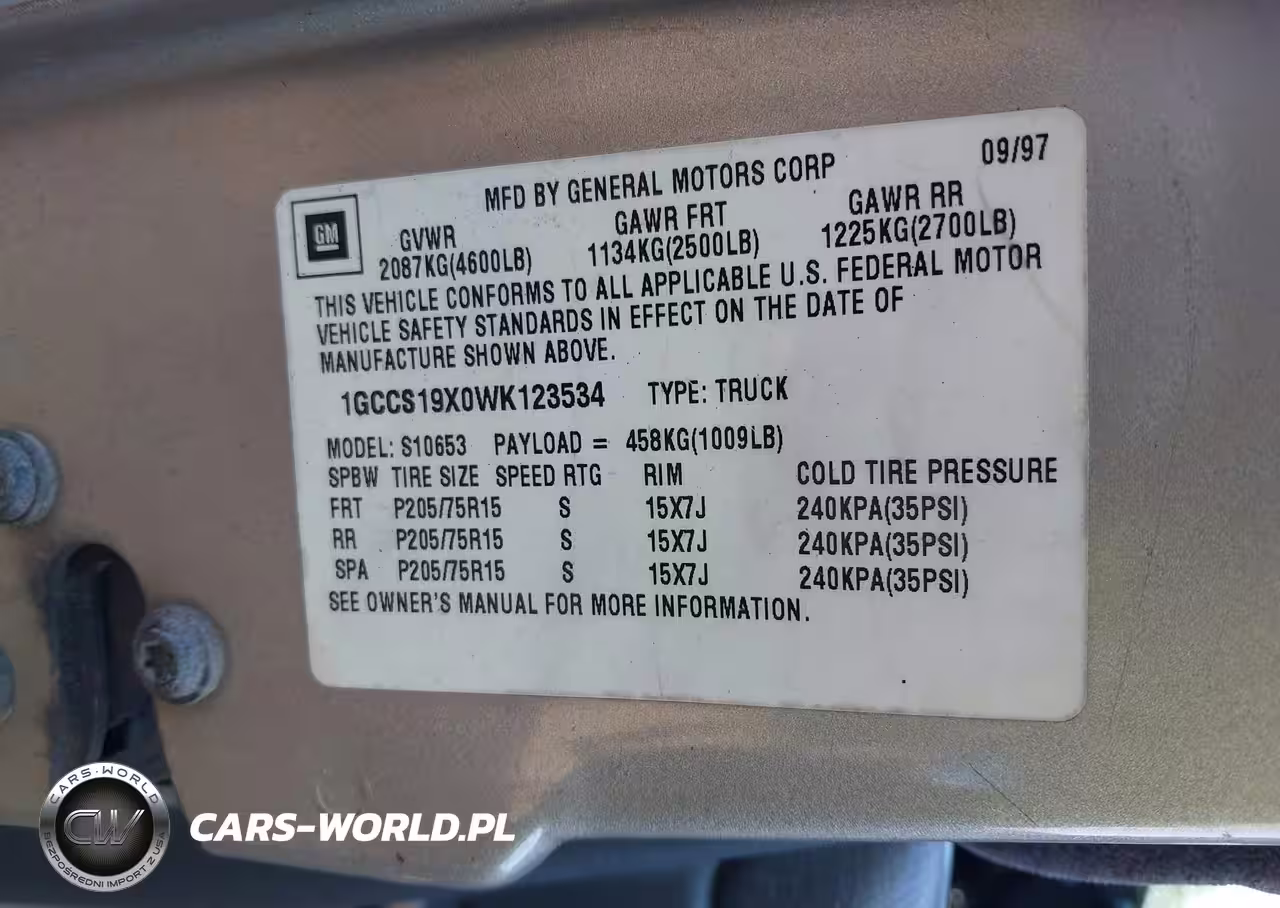 MFD BY GENERAL MOTORS CORP 09/97
GM
GVWR GAWR FRT GAWR RR
2087KG(4600LB) 1134KG(2500LB) 1225KG(2700LB)
THIS VEHICLE CONFORMS TO ALL APPLICABLE U.S. FEDERAL MOTOR
VEHICLE SAFETY STANDARDS IN EFFECT ON THE DATE OF
MANUFACTURE SHOWN ABOVE.
1GCCS19X0WK123534 TYPE: TRUCK
MODEL: S10653 PAYLOAD = 458KG(1009LB)
SPBW TIRE SIZE SPEED RTG RIM COLD TIRE PRESSURE
FRT P205/75R15 S 15X7J 240KPA(35PSI)
RR P205/75R15 S 15X7J 240KPA(35PSI)
SPA P205/75R15 S 15X7J 240KPA(35PSI)
SEE OWNER'S MANUAL FOR MORE INFORMATION.
CARS-WORLD
CW
BEZPOŚREDNI IMPORT Z USA
CARS-WORLD.PL